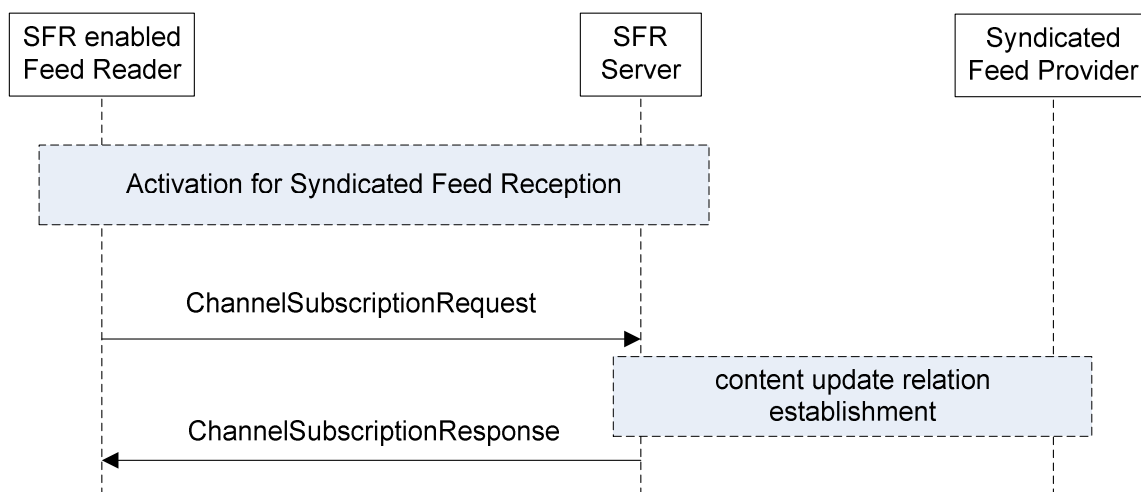 SFR enabled
Feed Reader
SFR
Server
Syndicated
Feed Provider
Activation for Syndicated Feed Reception
ChannelSubscriptionRequest
content update relation
establishment
ChannelSubscriptionResponse